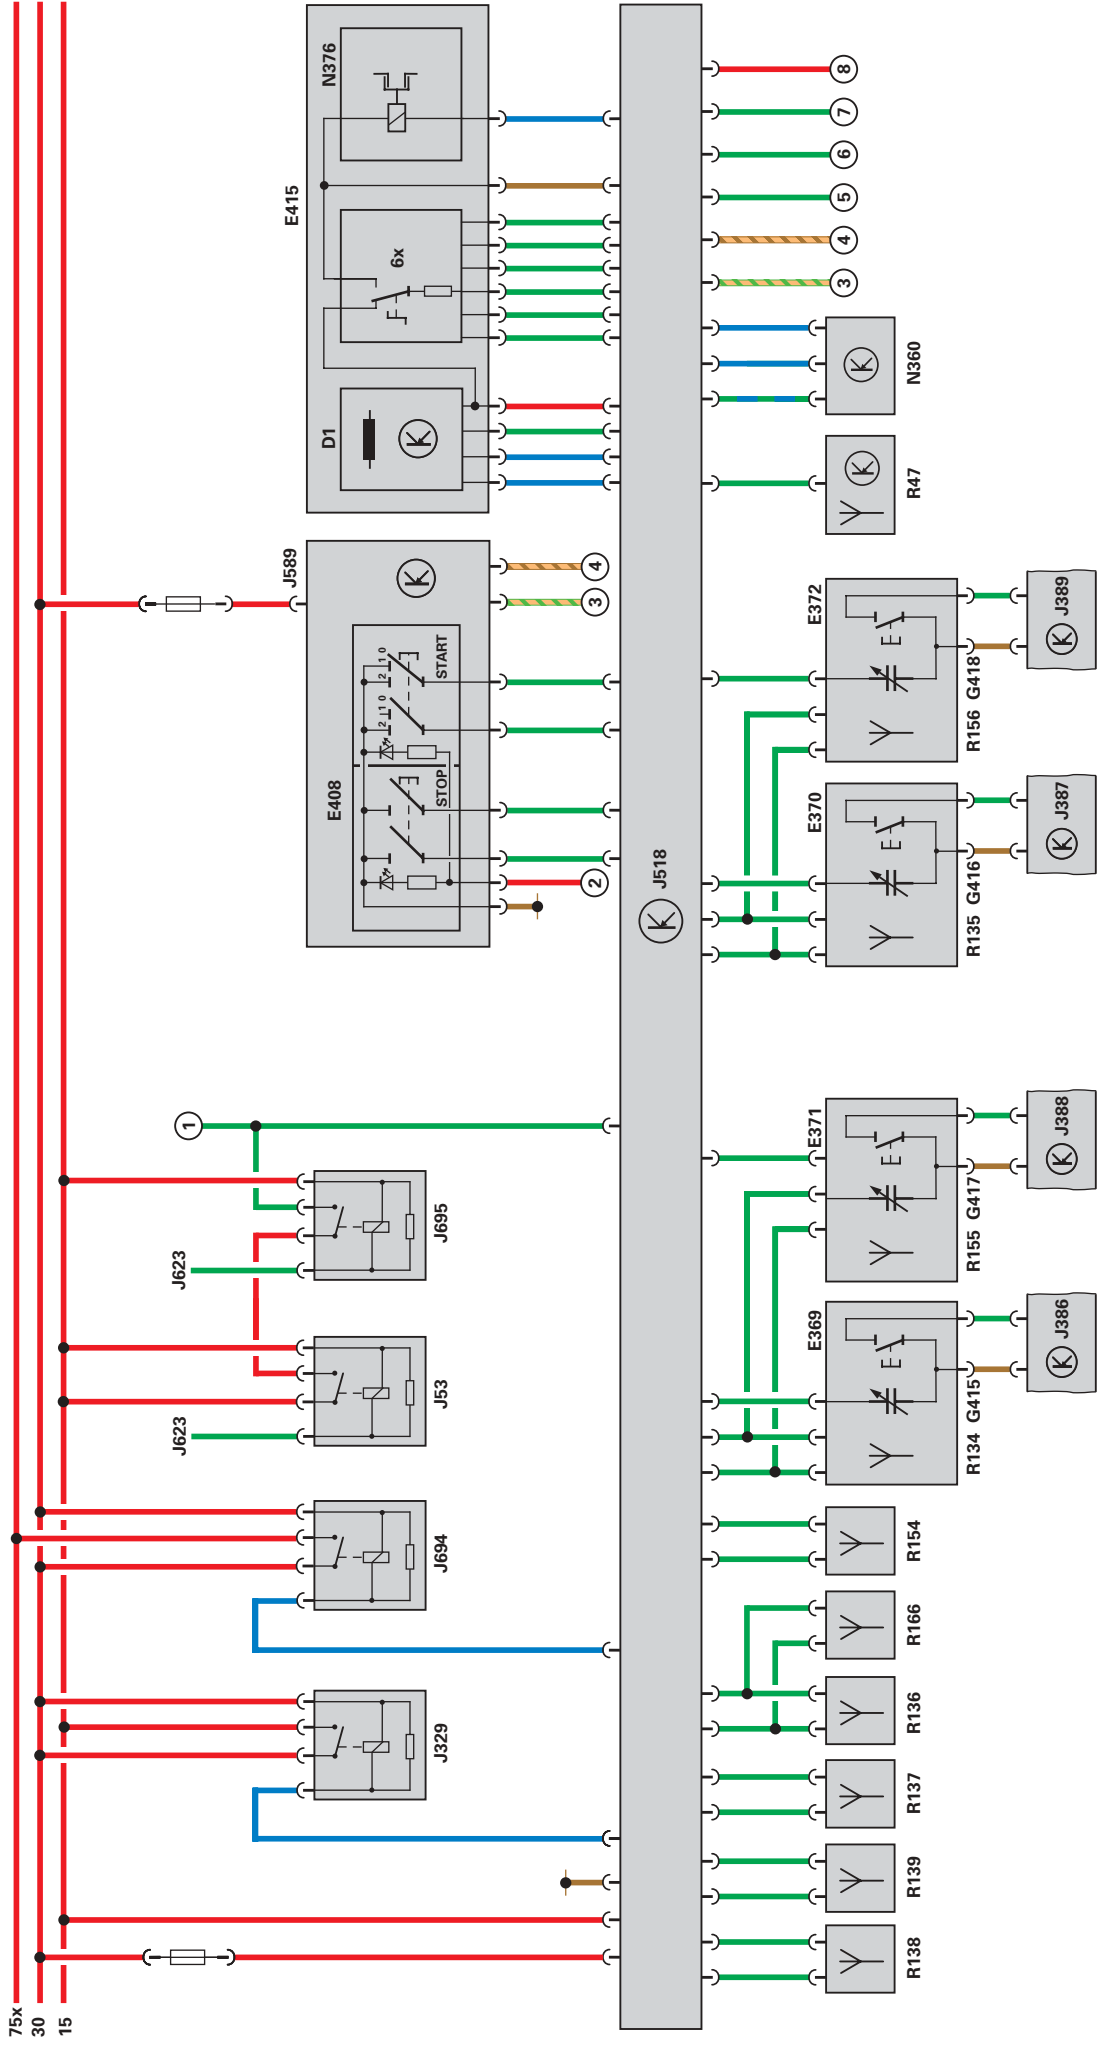 75x
30
15
J623
J623
1
J589
E415
E408
D1
N376
2 1 0
2 1 0
6x
K
K
J329
J694
J53
J695
STOP
START
2
3
4
K J518
E369
E371
E370
E372
3
4
5
6
7
8
K
K
R138
R139
R137
R136
R166
R154
R47
N360
R134 G415
R155 G417
R135 G416
R156 G418
K J386
K J388
K J387
K J389